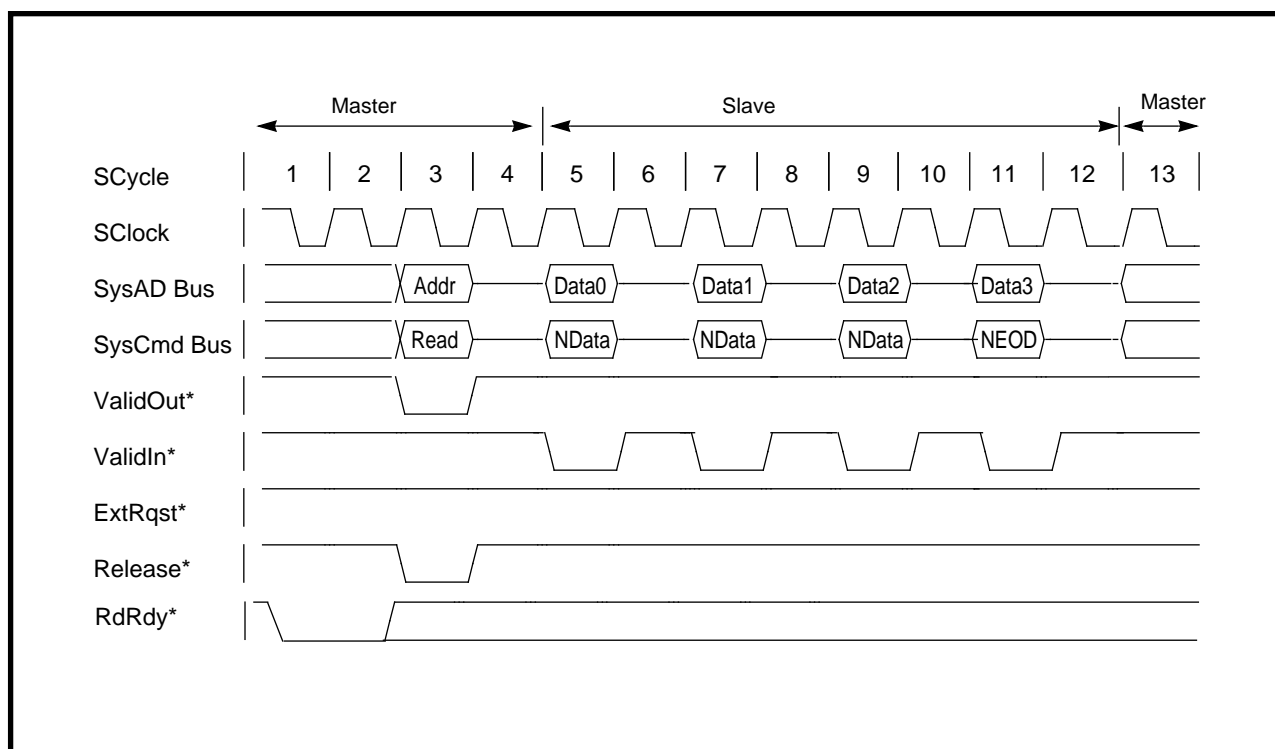 Master Slave Master
SCycle 1 2 3 4 5 6 7 8 9 10 11 12 13
SClock
SysAD Bus Addr Data0 Data1 Data2 Data3
SysCmd Bus Read NData NData NData NEOD
ValidOut*
ValidIn*
ExtRqst*
Release*
RdRdy*